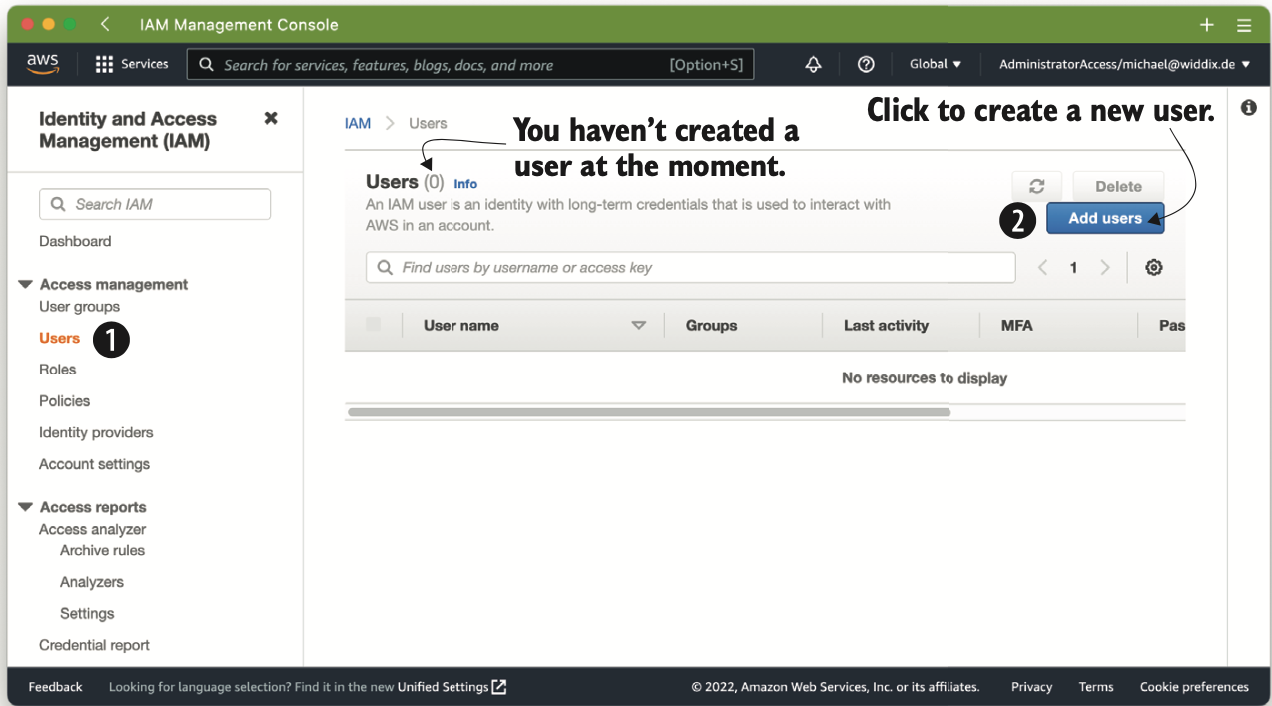 IAM Management Console
aws
Services
Search for services, features, blogs, docs, and more
[Option+S]
Global
AdministratorAccess/michael@widdix.de
Identity and Access
Management (IAM)
Search IAM
Dashboard
Access management
User groups
Users
1
Roles
Policies
Identity providers
Account settings
Access reports
Access analyzer
Archive rules
Analyzers
Settings
Credential report
IAM > Users
You haven't created a
user at the moment.
Click to create a new user.
Users (0) Info
An IAM user is an identity with long-term credentials that is used to interact with
AWS in an account.
Delete
2
Add users
Find users by username or access key
1
User name
Groups
Last activity
MFA
Pas
No resources to display
Feedback
Looking for language selection? Find it in the new Unified Settings
© 2022, Amazon Web Services, Inc. or its affiliates.
Privacy
Terms
Cookie preferences